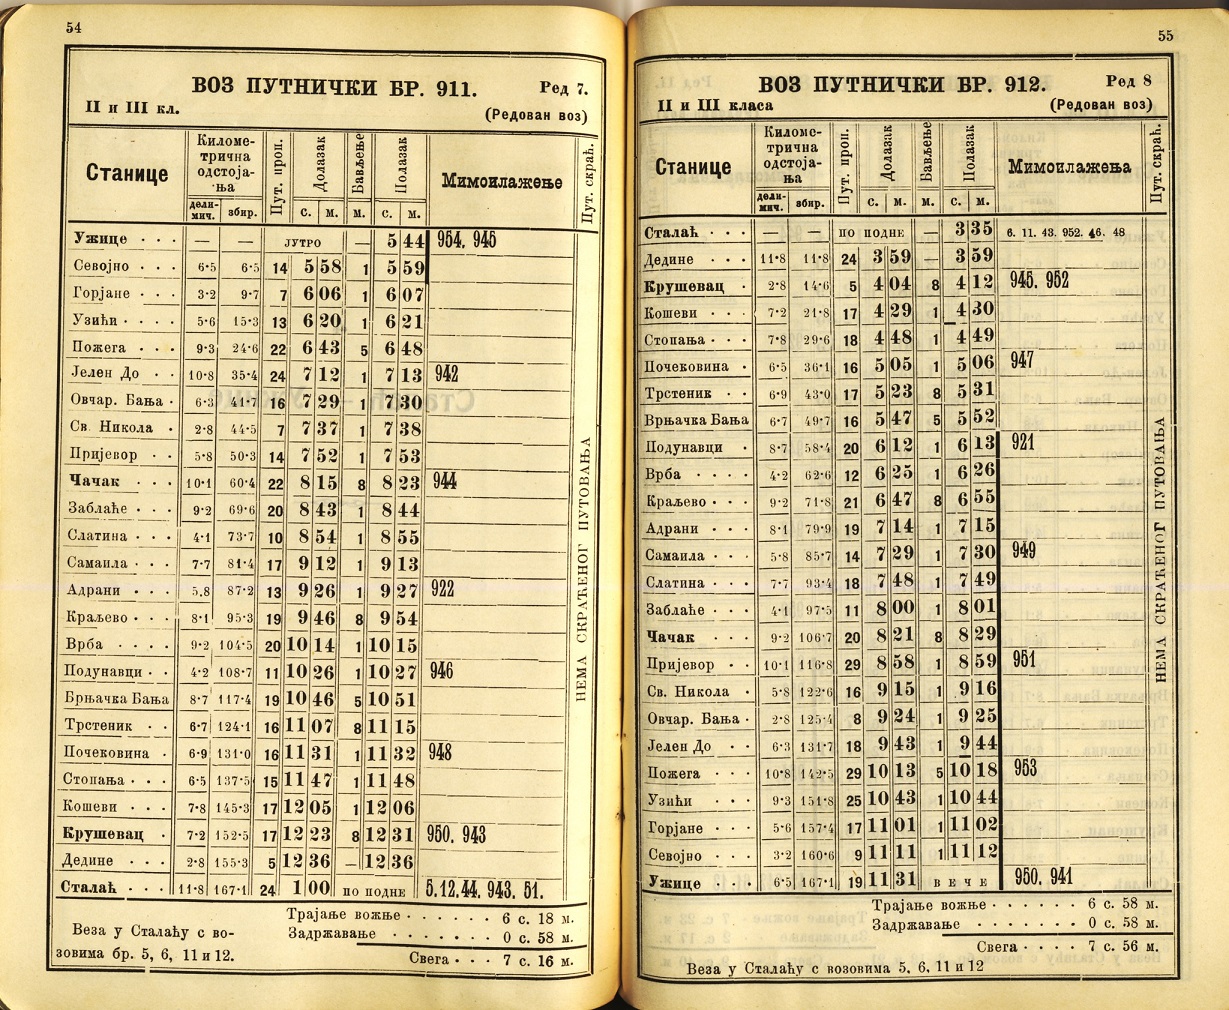 54
ВОЗ ПУТНИЧКИ БР. 911. Ред 7.
II и III кл. (Редован воз)
Станице Километрична одстоја-ња дели-мич. збир. Пут. проп. Долазак с. м. Бављење м. Полазак с. м. Мимоилажење Пут. скраћ.
Ужице · · · — — ЈУТРО — 5 44 954. 945
Севојно · · · 6·5 6·5 14 5 58 1 5 59
Горјане · · · 3·2 9·7 7 6 06 1 6 07
Узићи · · · · 5·6 15·3 13 6 20 1 6 21
Пожега · · · 9·3 24·6 22 6 43 5 6 48
Јелен До · · 10·8 35·4 24 7 12 1 7 13 942
Овчар. Бања · 6·3 41·7 16 7 29 1 7 30
Св. Никола · 2·8 44·5 7 7 37 1 7 38
Пријевор · · 5·8 50·3 14 7 52 1 7 53
Чачак · · · 10·1 60·4 22 8 15 8 8 23 944
Заблаће · · · 9·2 69·6 20 8 43 1 8 44
Слатина · · · 4·1 73·7 10 8 54 1 8 55
Самаила · · · 7·7 81·4 17 9 12 1 9 13
Адрани · · · 5.8 87·2 13 9 26 1 9 27 922
Краљево · · · 8·1 95·3 19 9 46 8 9 54
Врба · · · · 9·2 104·5 20 10 14 1 10 15
Подунавци · · 4·2 108·7 11 10 26 1 10 27 946
Брњачка Бања 8·7 117·4 19 10 46 5 10 51
Трстеник · · 6·7 124·1 16 11 07 8 11 15
Почековина · 6·9 131·0 16 11 31 1 11 32 948
Стопања · · · 6·5 137·5 15 11 47 1 11 48
Кошеви · · · 7·8 145·3 17 12 05 1 12 06
Крушевац · 7·2 152·5 17 12 23 8 12 31 950. 943
Дедине · · · 2·8 155·3 5 12 36 — 12 36
Сталаћ · · · 11·8 167·1 24 1 00 ПО ПОДНЕ 5.12.44. 943. 51.
НЕМА СКРАЋЕНОГ ПУТОВАЊА
Трајање вожње · · · · · · 6 с. 18 м.
Веза у Сталаћу с во-
Задржавање · · · · · · · 0 с. 58 м.
зовима бр. 5, 6, 11 и 12.
Свега · · · 7 с. 16 м.
55
ВОЗ ПУТНИЧКИ БР. 912. Ред 8
II и III класа (Редован воз)
Станице Километрична одстоја-ња дели-мич. збир. Пут. проп. Долазак с. м. Бављење м. Полазак с. м. Мимоилажења Пут. скраћ.
Сталаћ · · · — — ПО ПОДНЕ — 3 35 6. 11. 43. 952. 46. 48
Дедине · · · 11·8 11·8 24 3 59 — 3 59
Крушевац · 2·8 14·6 5 4 04 8 4 12 945. 952
Кошеви · · · 7·2 21·8 17 4 29 1 4 30
Стопања · · · 7·8 29·6 18 4 48 1 4 49
Почековина · 6·5 36·1 16 5 05 1 5 06 947
Трстеник · · 6·9 43·0 17 5 23 8 5 31
Врњачка Бања 6·7 49·7 16 5 47 5 5 52
Подунавци · 8·7 58·4 20 6 12 1 6 13 921
Врба · · · · 4·2 62·6 12 6 25 1 6 26
Краљево · · · 9·2 71·8 21 6 47 8 6 55
Адрани · · · 8·1 79·9 19 7 14 1 7 15
Самаила · · · 5·8 85·7 14 7 29 1 7 30 949
Слатина · · · 7·7 93·4 18 7 48 1 7 49
Заблаће · · · 4·1 97·5 11 8 00 1 8 01
Чачак · · · 9·2 106·7 20 8 21 8 8 29
Пријевор · · 10·1 116·8 29 8 58 1 8 59 951
Св. Никола · 5·8 122·6 16 9 15 1 9 16
Овчар. Бања · 2·8 125·4 8 9 24 1 9 25
Јелен До · · 6·3 131·7 18 9 43 1 9 44
Пожега · · · 10·8 142·5 29 10 13 5 10 18 953
Узићи · · · 9·3 151·8 25 10 43 1 10 44
Горјане · · · 5·6 157·4 17 11 01 1 11 02
Севојно · · · 3·2 160·6 9 11 11 1 11 12
Ужице · · · 6·5 167·1 19 11 31 ВЕЧЕ 950. 941
НЕМА СКРАЋЕНОГ ПУТОВАЊА
Трајање вожње · · · · · · 6 с. 58 м.
Задржавање · · · · · · · 0 с. 58 м.
Свега · · · · 7 с. 56 м.
Веза у Сталаћу с возовима 5, 6, 11 и 12